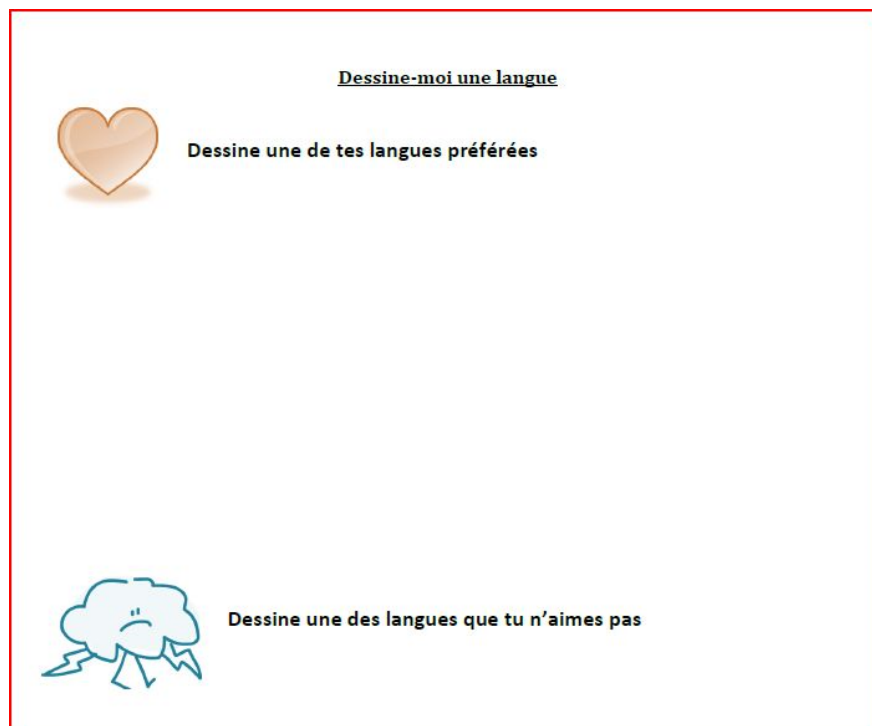 Dessine-moi une langue
Dessine une de tes langues préférées
Dessine une des langues que tu n'aimes pas